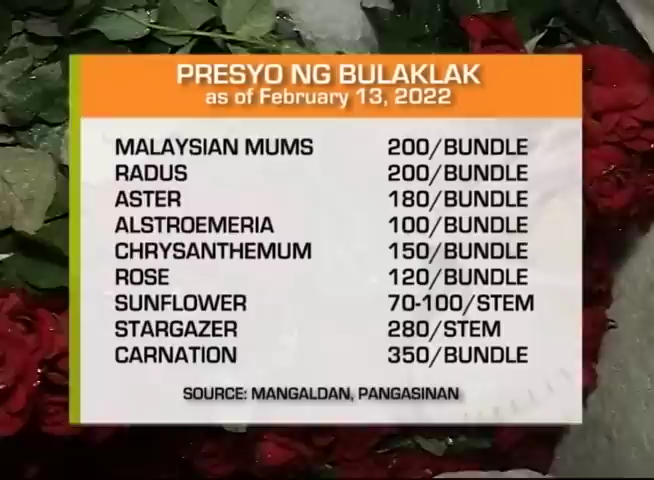 PRESYO NG BULAKLAK
as of February 13, 2022
MALAYSIAN MUMS 200/BUNDLE
RADUS 200/BUNDLE
ASTER 180/BUNDLE
ALSTROEMERIA 100/BUNDLE
CHRYSANTHEMUM 150/BUNDLE
ROSE 120/BUNDLE
SUNFLOWER 70-100/STEM
STARGAZER 280/STEM
CARNATION 350/BUNDLE
SOURCE: MANGALDAN, PANGASINAN